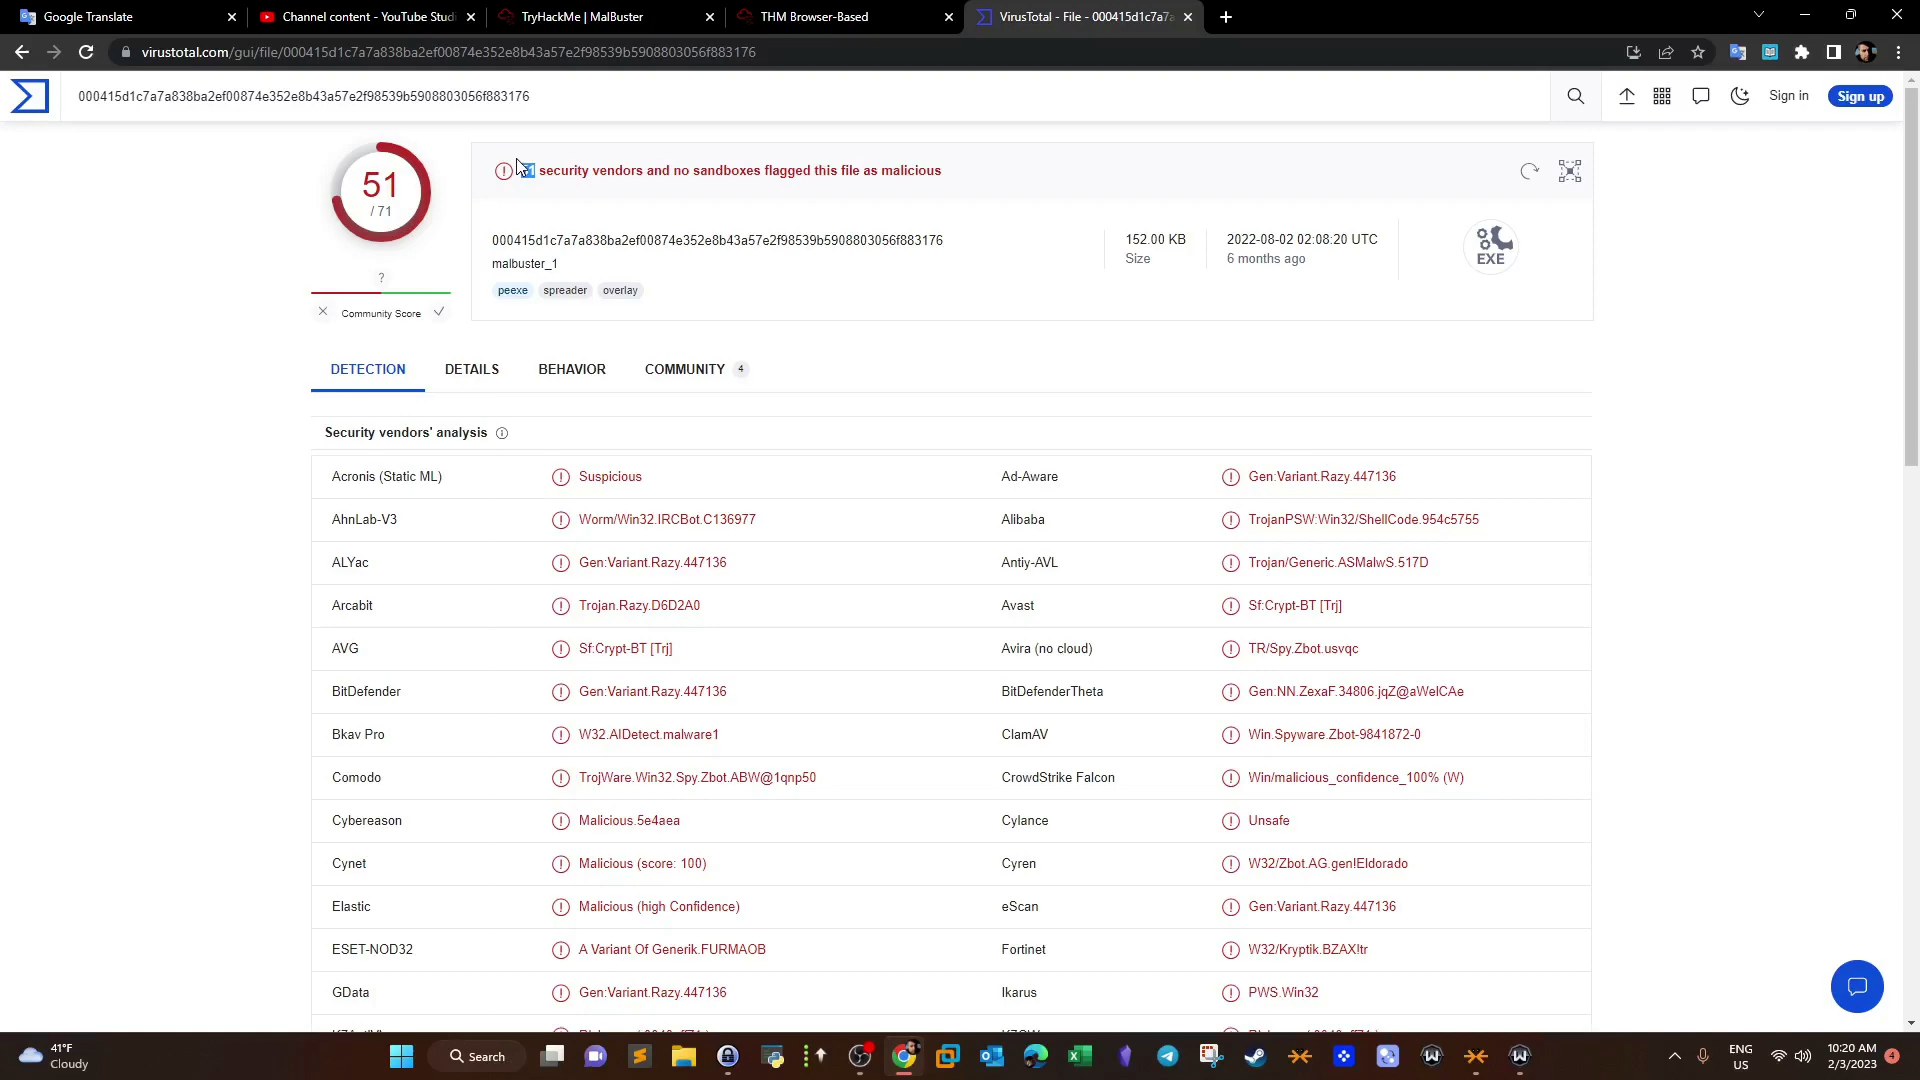 Google Translate
Channel content - YouTube Studi
TryHackMe | MalBuster
THM Browser-Based
VirusTotal - File - 000415d1c7a7a
virustotal.com/gui/file/000415d1c7a7a838ba2ef00874e352e8b43a57e2f98539b5908803056f883176
000415d1c7a7a838ba2ef00874e352e8b43a57e2f98539b5908803056f883176
Sign in
Sign up
51
/ 71
?
Community Score
security vendors and no sandboxes flagged this file as malicious
000415d1c7a7a838ba2ef00874e352e8b43a57e2f98539b5908803056f883176
malbuster_1
peexe spreader overlay
152.00 KB
Size
2022-08-02 02:08:20 UTC
6 months ago
EXE
DETECTION DETAILS BEHAVIOR COMMUNITY 4
Security vendors' analysis
Acronis (Static ML) Suspicious Ad-Aware Gen:Variant.Razy.447136
AhnLab-V3 Worm/Win32.IRCBot.C136977 Alibaba TrojanPSW:Win32/ShellCode.954c5755
ALYac Gen:Variant.Razy.447136 Antiy-AVL Trojan/Generic.ASMalwS.517D
Arcabit Trojan.Razy.D6D2A0 Avast Sf:Crypt-BT [Trj]
AVG Sf:Crypt-BT [Trj] Avira (no cloud) TR/Spy.Zbot.usvqc
BitDefender Gen:Variant.Razy.447136 BitDefenderTheta Gen:NN.ZexaF.34806.jqZ@aWelCAe
Bkav Pro W32.AIDetect.malware1 ClamAV Win.Spyware.Zbot-9841872-0
Comodo TrojWare.Win32.Spy.Zbot.ABW@1qnp50 CrowdStrike Falcon Win/malicious_confidence_100% (W)
Cybereason Malicious.5e4aea Cylance Unsafe
Cynet Malicious (score: 100) Cyren W32/Zbot.AG.gen!Eldorado
Elastic Malicious (high Confidence) eScan Gen:Variant.Razy.447136
ESET-NOD32 A Variant Of Generik.FURMAOB Fortinet W32/Kryptik.BZAX!tr
GData Gen:Variant.Razy.447136 Ikarus PWS.Win32
41°F
Cloudy
Search
ENG
US
10:20 AM
2/3/2023
4